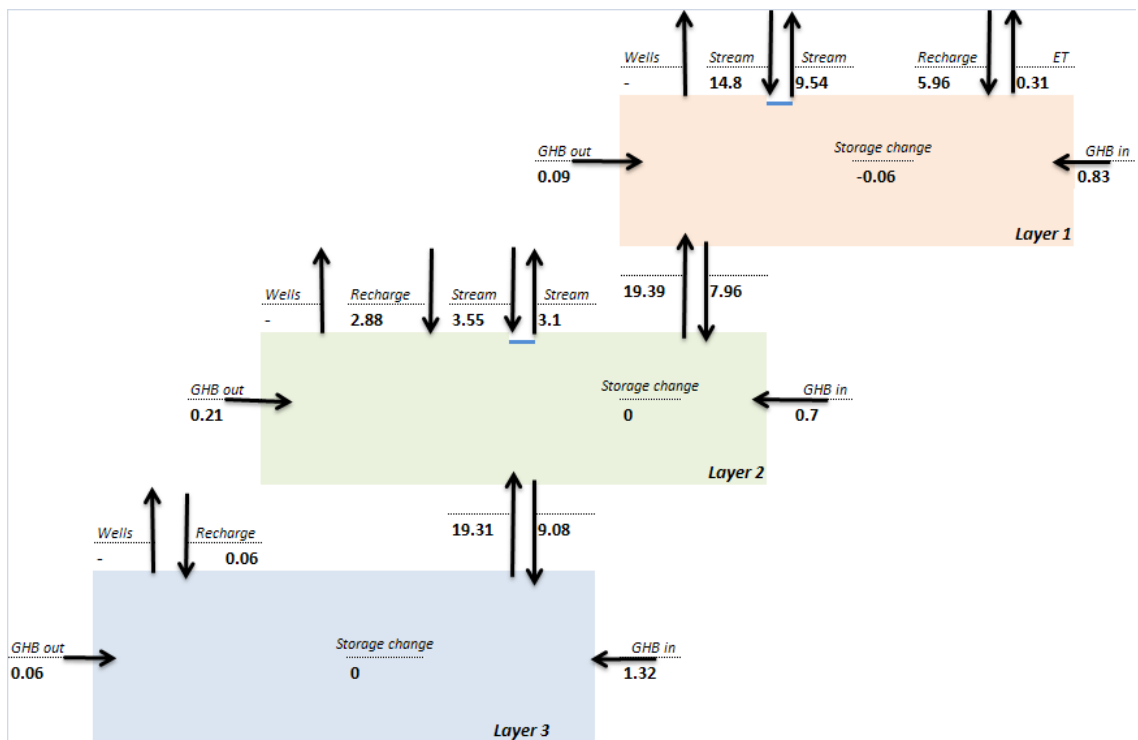 Wells Stream Stream Recharge ET
- 14.8 9.54 5.96 0.31
GHB out Storage change GHB in
0.09 -0.06 0.83
Layer 1
19.39 7.96
Wells Recharge Stream Stream
- 2.88 3.55 3.1
GHB out Storage change GHB in
0.21 0 0.7
Layer 2
19.31 9.08
Wells Recharge
- 0.06
GHB out Storage change GHB in
0.06 0 1.32
Layer 3